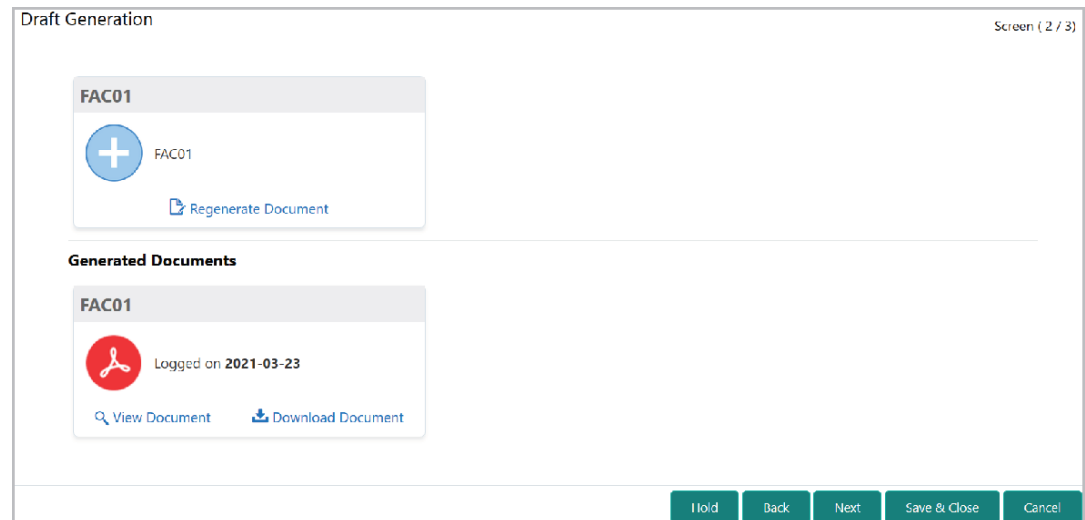 Draft Generation
Screen ( 2 / 3)
FAC01
FAC01
Regenerate Document
Generated Documents
FAC01
Logged on 2021-03-23
View Document Download Document
Hold Back Next Save & Close Cancel